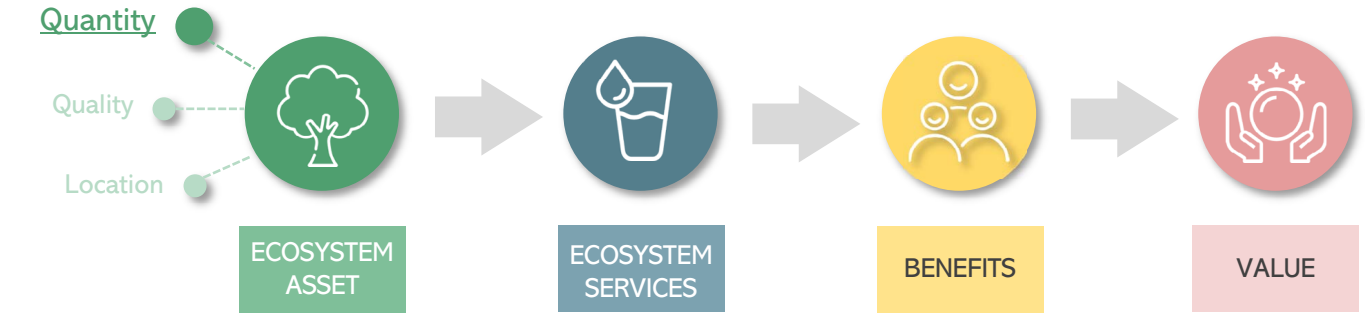 Quantity
Quality
Location
ECOSYSTEM
ASSET
ECOSYSTEM
SERVICES
BENEFITS
VALUE